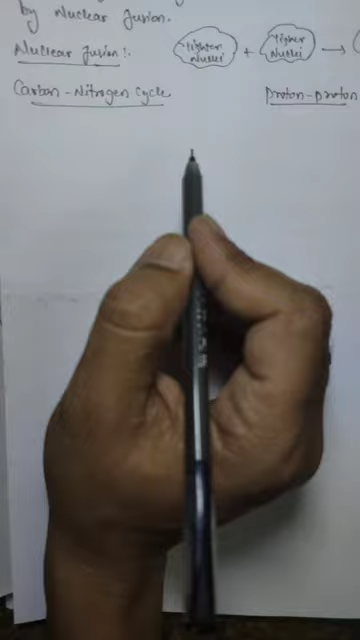 by Nuclear fusion.
Nuclear fusion:- Lighter Nuclei + Lighter Nuclei →
Carbon-Nitrogen Cycle Proton-proton